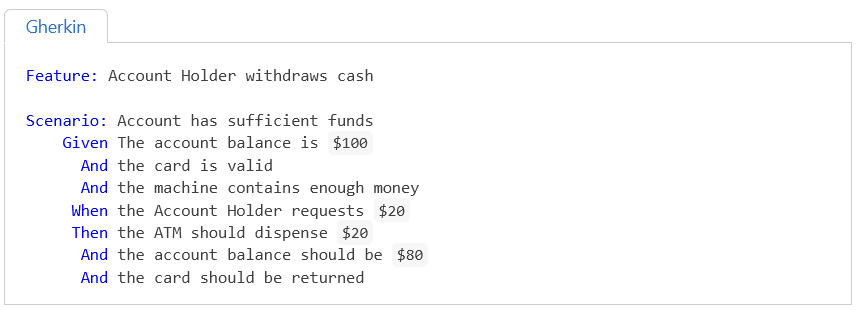 Gherkin
Feature: Account Holder withdraws cash
Scenario: Account has sufficient funds
Given The account balance is $100
And the card is valid
And the machine contains enough money
When the Account Holder requests $20
Then the ATM should dispense $20
And the account balance should be $80
And the card should be returned